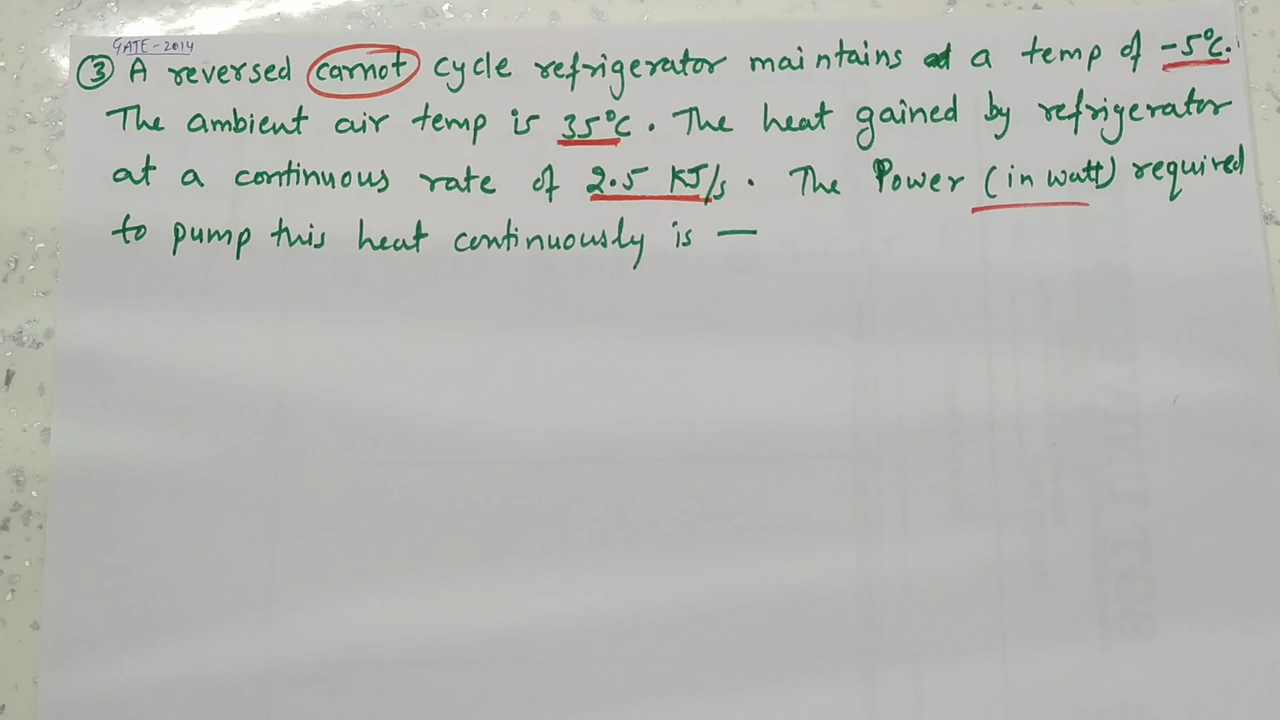 GATE-2014
③ A reversed carnot cycle refrigerator maintains a temp of -5°C.
The ambient air temp is 35°C. The heat gained by refrigerator
at a continuous rate of 2.5 KJ/s. The Power (in watt) required
to pump this heat continuously is —